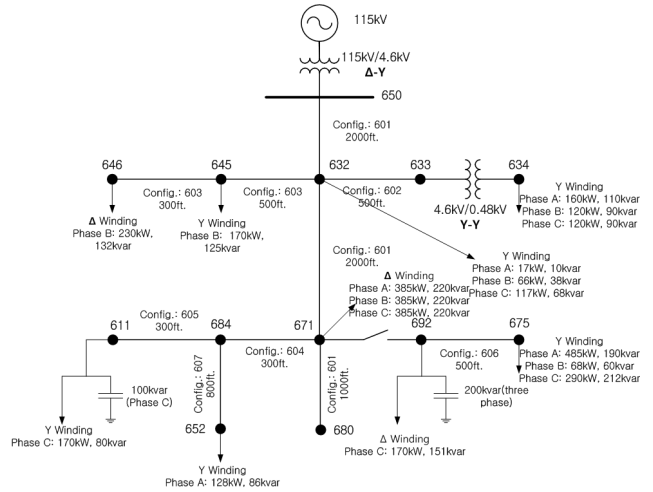 115kV
115kV/4.6kV
Δ-Y
650
Config.: 601
2000ft.
646
645
632
633
634
Config.: 603
300ft.
Config.: 603
500ft.
Config.: 602
500ft.
4.6kV/0.48kV
Y-Y
Y Winding
Phase A: 160kW, 110kvar
Phase B: 120kW, 90kvar
Phase C: 120kW, 90kvar
Δ Winding
Phase B: 230kW,
132kvar
Y Winding
Phase B: 170kW,
125kvar
Y Winding
Phase A: 17kW, 10kvar
Phase B: 66kW, 38kvar
Phase C: 117kW, 68kvar
Config.: 601
2000ft.
Δ Winding
Phase A: 385kW, 220kvar
Phase B: 385kW, 220kvar
Phase C: 385kW, 220kvar
611
Config.: 605
300ft.
684
671
692
675
Config.: 604
300ft.
Config.: 606
500ft.
Y Winding
Phase A: 485kW, 190kvar
Phase B: 68kW, 60kvar
Phase C: 290kW, 212kvar
Config.: 607
800ft.
Config.: 601
1000ft.
100kvar
(Phase C)
200kvar(three
phase)
652
680
Y Winding
Phase C: 170kW, 80kvar
Δ Winding
Phase C: 170kW, 151kvar
Y Winding
Phase A: 128kW, 86kvar